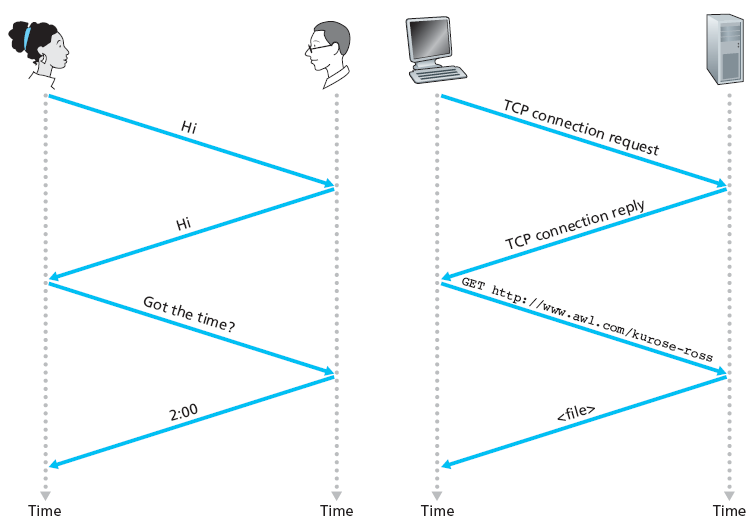 Hi
Hi
Got the time?
2:00
Time
Time
TCP connection request
TCP connection reply
GET http://www.awl.com/kurose-ross
<file>
Time
Time